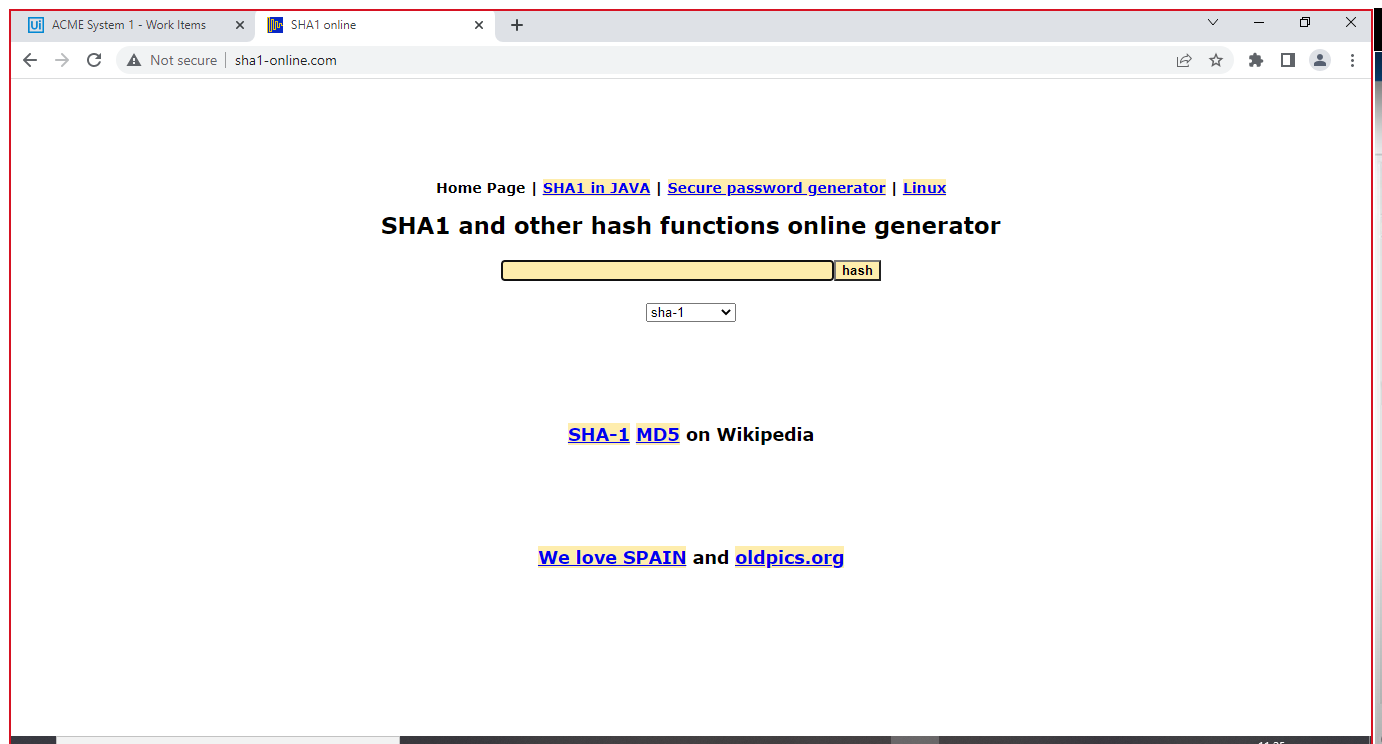 Ui ACME System 1 - Work Items SHA1 online
Not secure sha1-online.com
Home Page | SHA1 in JAVA | Secure password generator | Linux
SHA1 and other hash functions online generator
hash
sha-1
SHA-1 MD5 on Wikipedia
We love SPAIN and oldpics.org